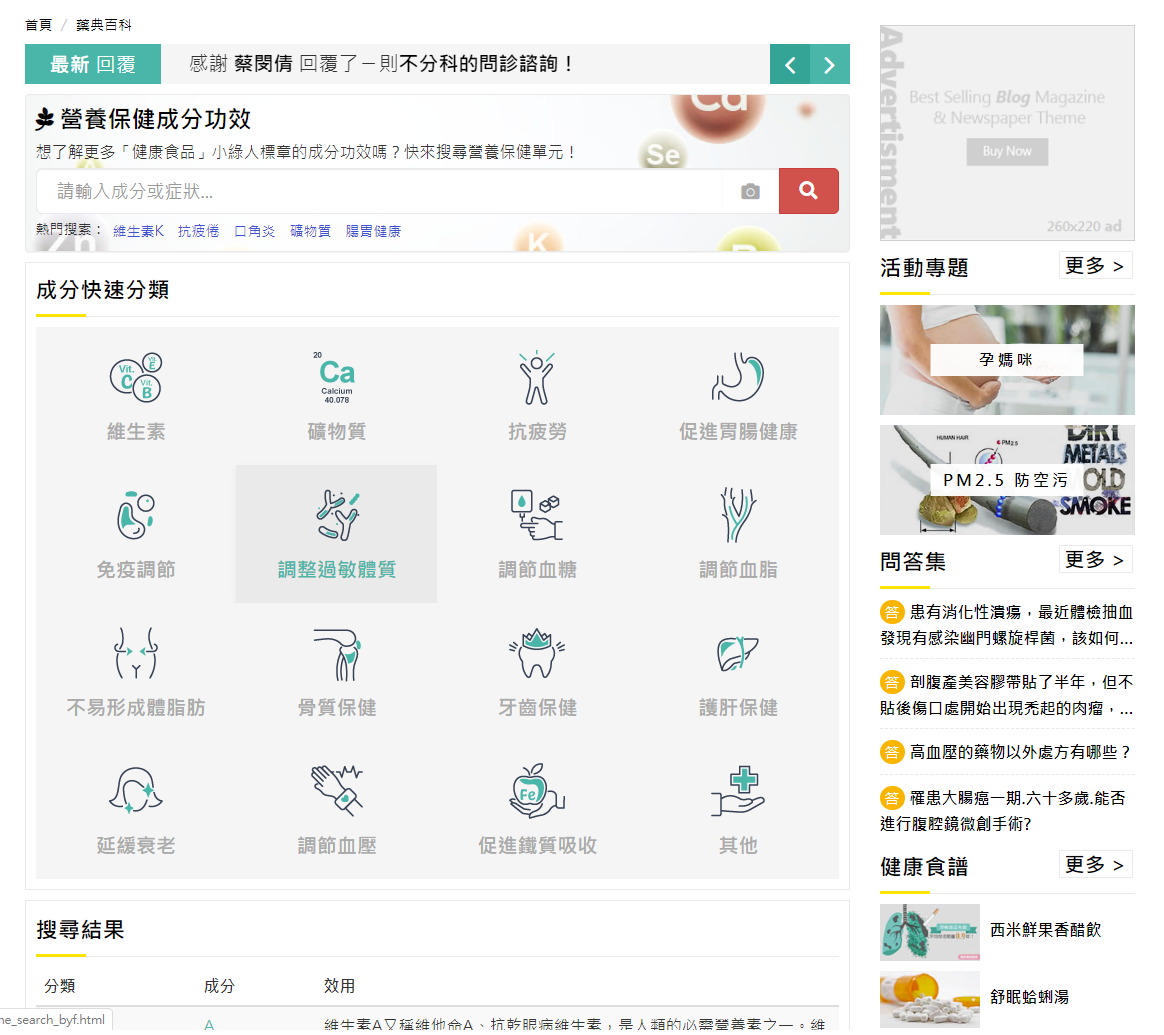 首頁 / 藥典百科
最新 回覆
感謝 蔡閔倩 回覆了－則不分科的問診諮詢！
營養保健成分功效
想了解更多「健康食品」小綠人標章的成分功效嗎？快來搜尋營養保健單元！
請輸入成分或症狀...
熱門搜素： 維生素K 抗疲倦 口角炎 礦物質 腸胃健康
Ca
Se
Zn
K
成分快速分類
Vit. C
Vit. E
Vit. B
維生素
20
Ca
Calcium
40.078
礦物質
抗疲勞
促進胃腸健康
免疫調節
調整過敏體質
調節血糖
調節血脂
不易形成體脂肪
骨質保健
牙齒保健
護肝保健
延緩衰老
調節血壓
Fe
促進鐵質吸收
其他
搜尋結果
分類 成分 效用
A 維生素A又稱維他命A、抗乾眼病維生素，是人類的必需營養素之一。維
ne_search_byf.html
Advertisment
Best Selling Blog Magazine
& Newspaper Theme
Buy Now
260x220 ad
活動專題 更多 >
孕媽咪
HUMAN HAIR
PM2.5
DIRT
METALS
OLD
SMOKE
PM2.5 防空污
問答集 更多 >
答 患有消化性潰瘍，最近體檢抽血
發現有感染幽門螺旋桿菌，該如何...
答 剖腹產美容膠帶貼了半年，但不
貼後傷口處開始出現禿起的肉瘤，...
答 高血壓的藥物以外處方有哪些？
答 罹患大腸癌一期.六十多歲.能否
進行腹腔鏡微創手術?
健康食譜 更多 >
西米鮮果香醋飲
舒眠蛤蜊湯